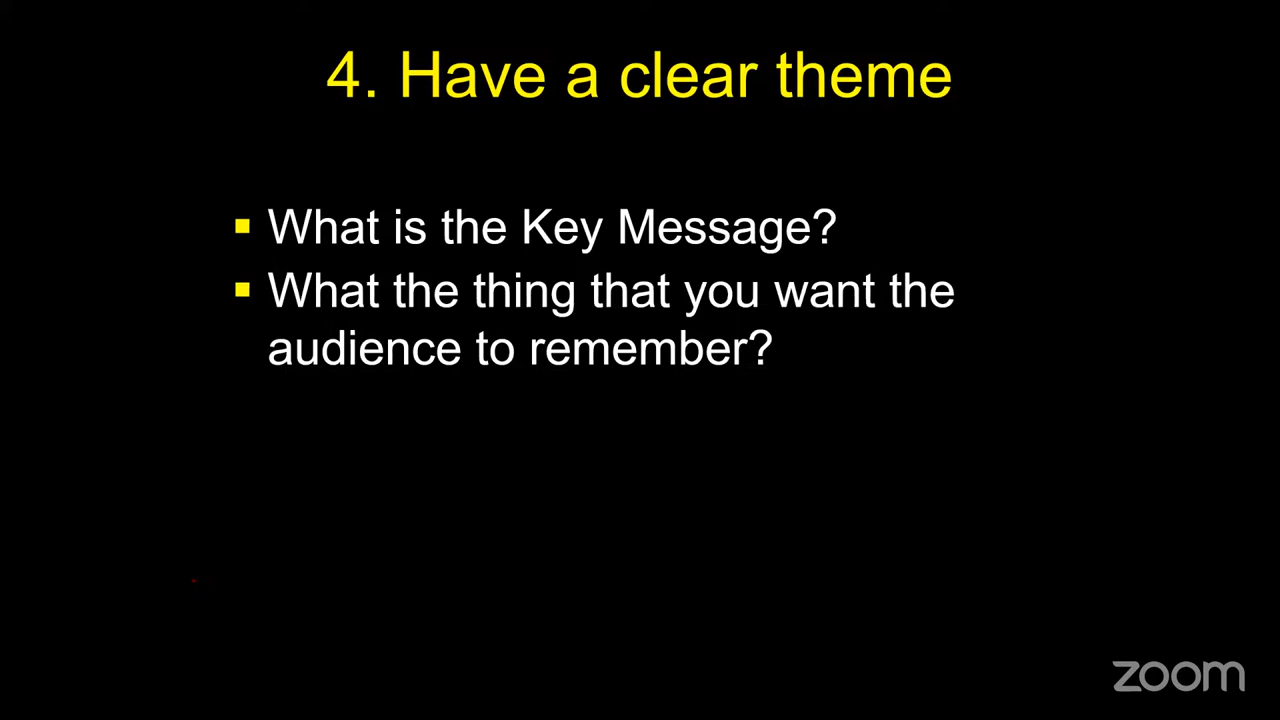 4. Have a clear theme
What is the Key Message?
What the thing that you want the
audience to remember?
zoom